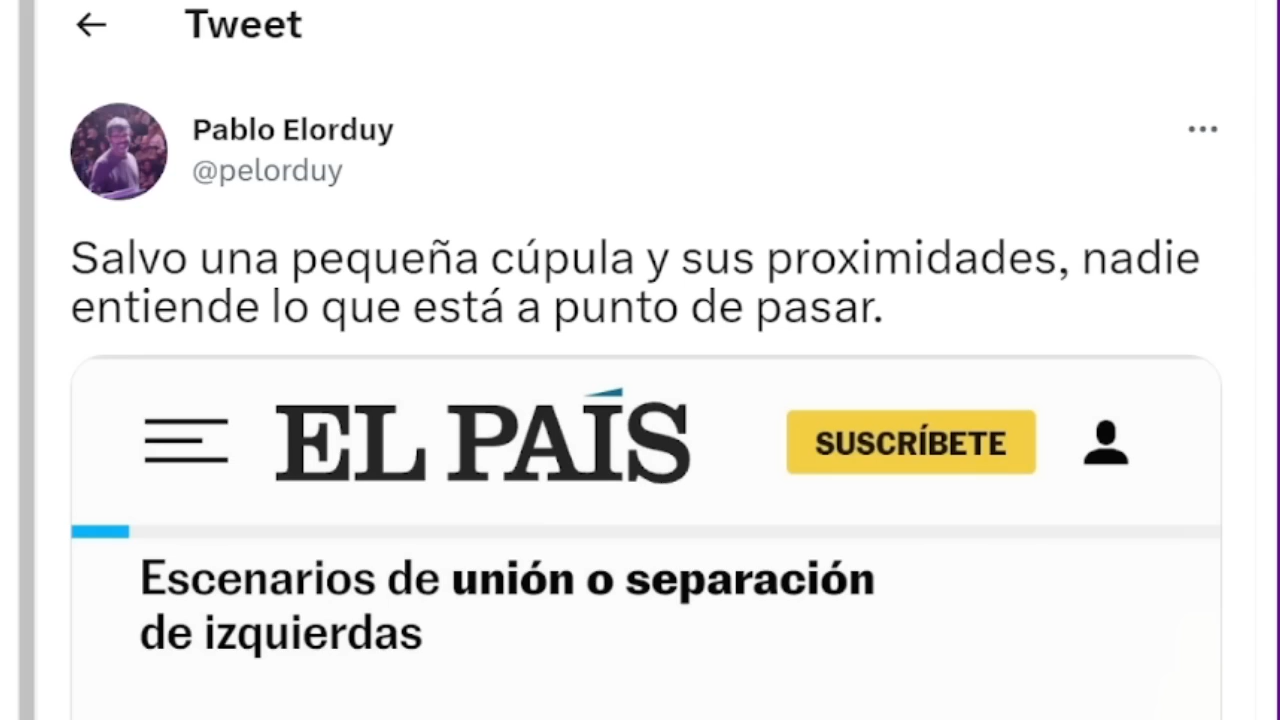 Tweet
Pablo Elorduy
@pelorduy
Salvo una pequeña cúpula y sus proximidades, nadie
entiende lo que está a punto de pasar.
EL PAÍS
SUSCRÍBETE
Escenarios de unión o separación
de izquierdas